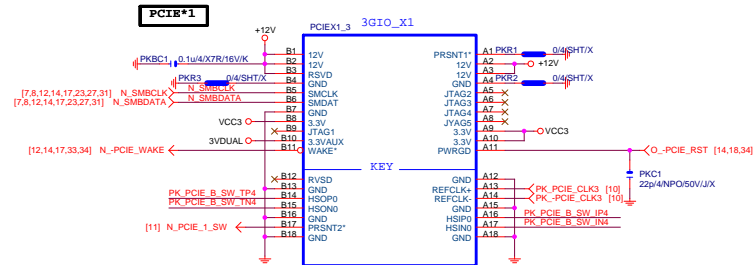 PCIE*1
PCIEX1_3 3GIO_X1
+12V
PKBC1 0.1u/4/X7R/16V/K
PKR3 0/4/SHT/X
[7,8,12,14,17,23,27,31] N_SMBCLK N_SMBCLK
[7,8,12,14,17,23,27,31] N_SMBDATA N_SMBDATA
VCC3
3VDUAL
[12,14,17,33,34] N_-PCIE_WAKE
PK_PCIE_B_SW_TP4
PK_PCIE_B_SW_TN4
[11] N_PCIE_1_SW
B1 12V
B2 12V
B3 RSVD
B4 GND
B5 SMCLK
B6 SMDAT
B7 GND
B8 3.3V
B9 JTAG1
B10 3.3VAUX
B11 WAKE*
KEY
B12 RVSD
B13 GND
B14 HSOP0
B15 HSON0
B16 GND
B17 PRSNT2*
B18 GND
PRSNT1* A1
12V A2
12V A3
GND A4
JTAG2 A5
JTAG3 A6
JTAG4 A7
JYAG5 A8
3.3V A9
3.3V A10
PWRGD A11
GND A12
REFCLK+ A13
REFCLK- A14
GND A15
HSIP0 A16
HSIN0 A17
GND A18
PKR1 0/4/SHT/X
+12V
PKR2 0/4/SHT/X
VCC3
O_-PCIE_RST [14,18,34]
PKC1
22p/4/NPO/50V/J/X
PK_PCIE_CLK3 [10]
PK_-PCIE_CLK3 [10]
PK_PCIE_B_SW_IP4
PK_PCIE_B_SW_IN4